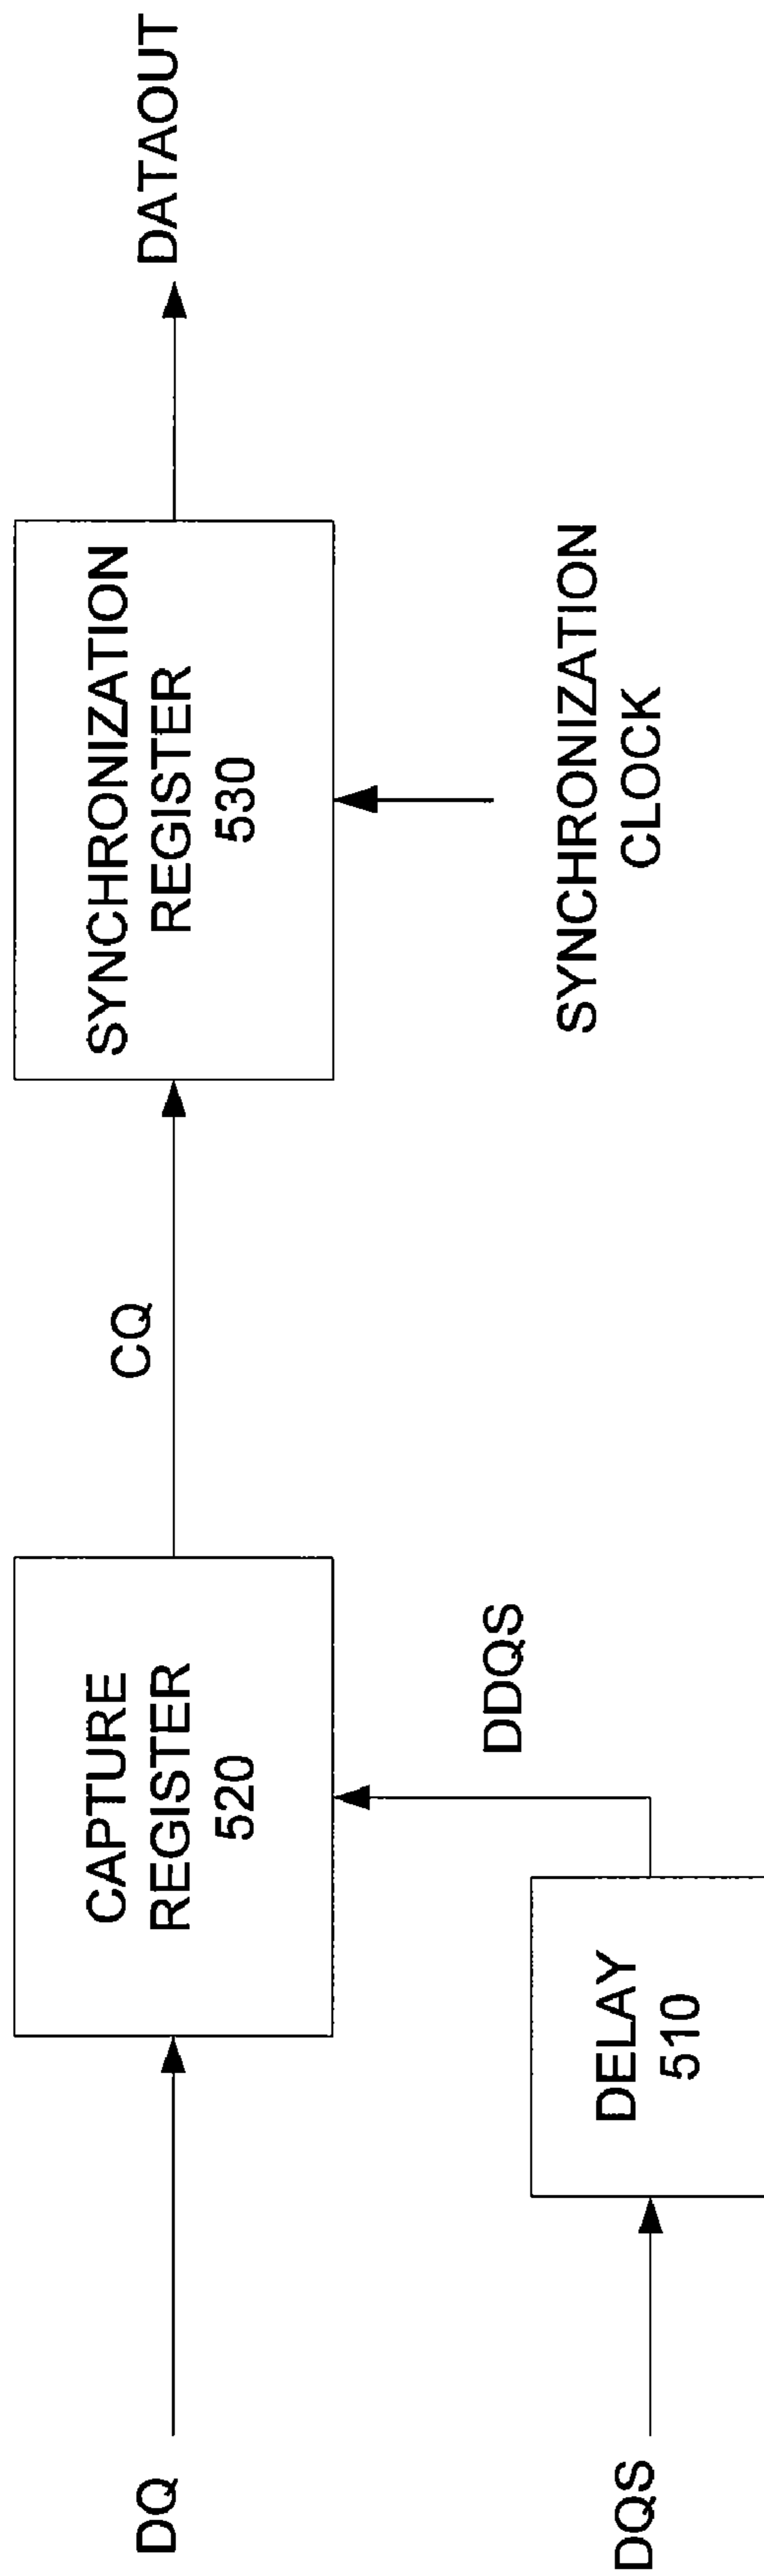 DQ
CAPTURE
REGISTER
520
CQ
SYNCHRONIZATION
REGISTER
530
DATAOUT
DDQS
SYNCHRONIZATION
CLOCK
DQS
DELAY
510